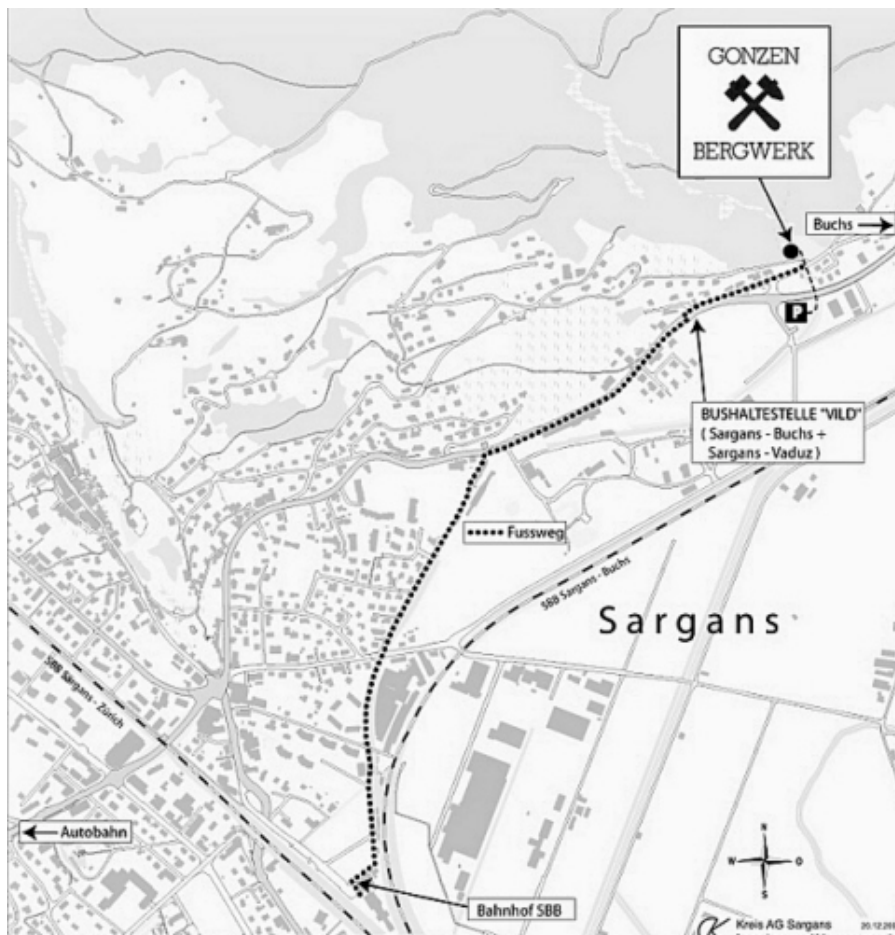 GONZEN
BERGWERK
Buchs
P
BUSHALTESTELLE "VILD"
( Sargans - Buchs +
Sargans - Vaduz )
Fussweg
SBB Sargans - Buchs
Sargans
SBB Sargans - Zürich
Autobahn
Bahnhof SBB
N
W O
S
Kreis AG Sargans